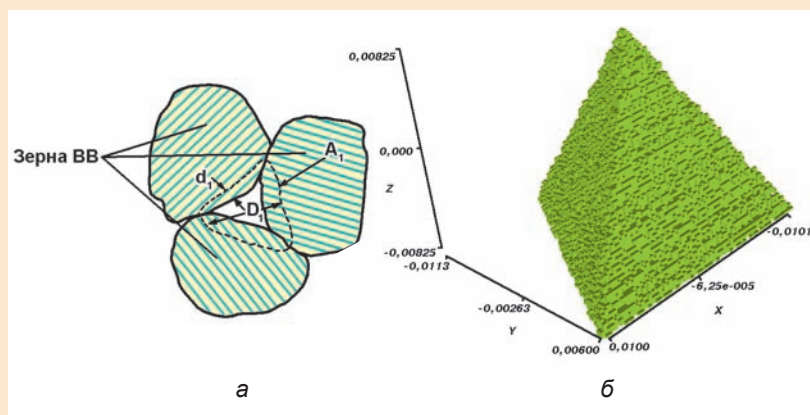 Зерна ВВ
d1
A1
D1
0,00825
0,000
Z
-0,00825
-0,0113
-0,00263
Y
0,00600
0,0100
X
-6,25e-005
-0,0101
а
б